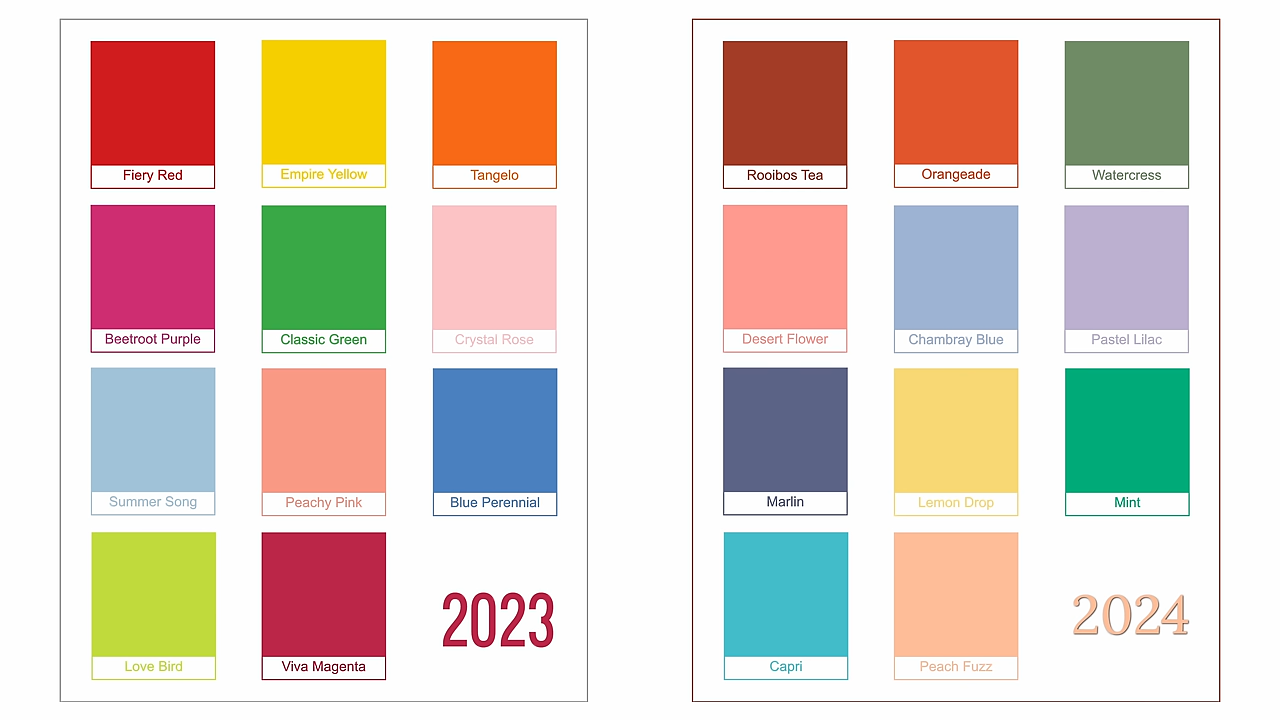 Fiery Red
Empire Yellow
Tangelo
Beetroot Purple
Classic Green
Crystal Rose
Summer Song
Peachy Pink
Blue Perennial
Love Bird
Viva Magenta
2023
Rooibos Tea
Orangeade
Watercress
Desert Flower
Chambray Blue
Pastel Lilac
Marlin
Lemon Drop
Mint
Capri
Peach Fuzz
2024